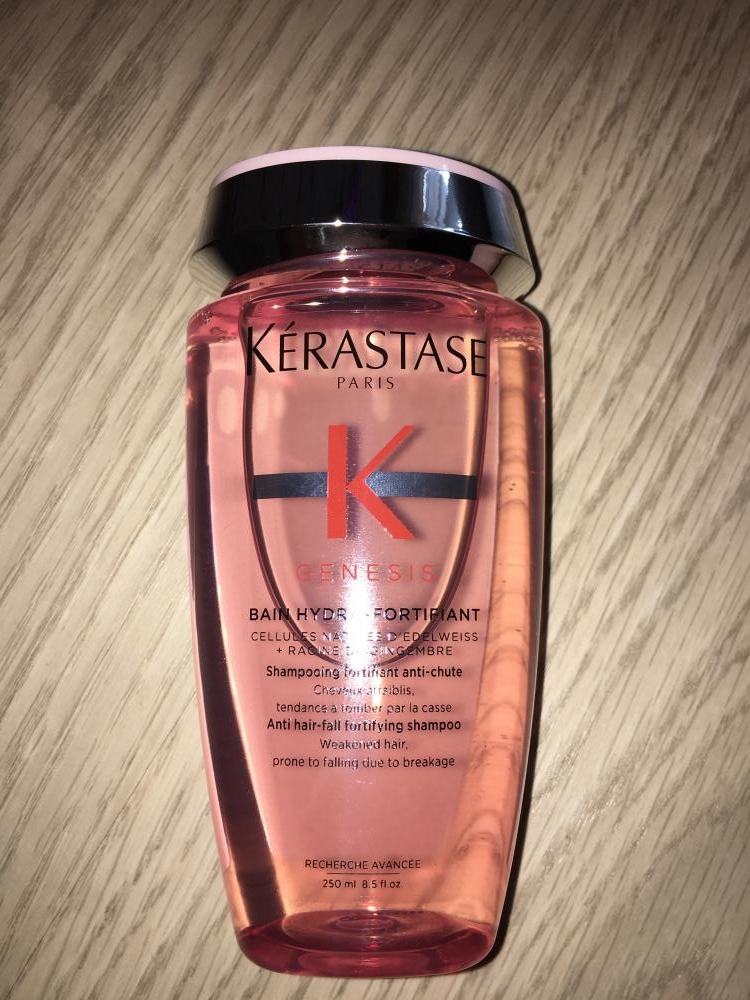 KÉRASTASE
PARIS
K
GENESIS
BAIN HYDRA-FORTIFIANT
CELLULES NATIVES D'EDELWEISS
+ RACINE DE GINGEMBRE
Shampooing fortifiant anti-chute
Cheveux affaiblis,
tendance à tomber par la casse
Anti hair-fall fortifying shampoo
Weakened hair,
prone to falling due to breakage
RECHERCHE AVANCÉE
250 ml 8.5 fl.oz.